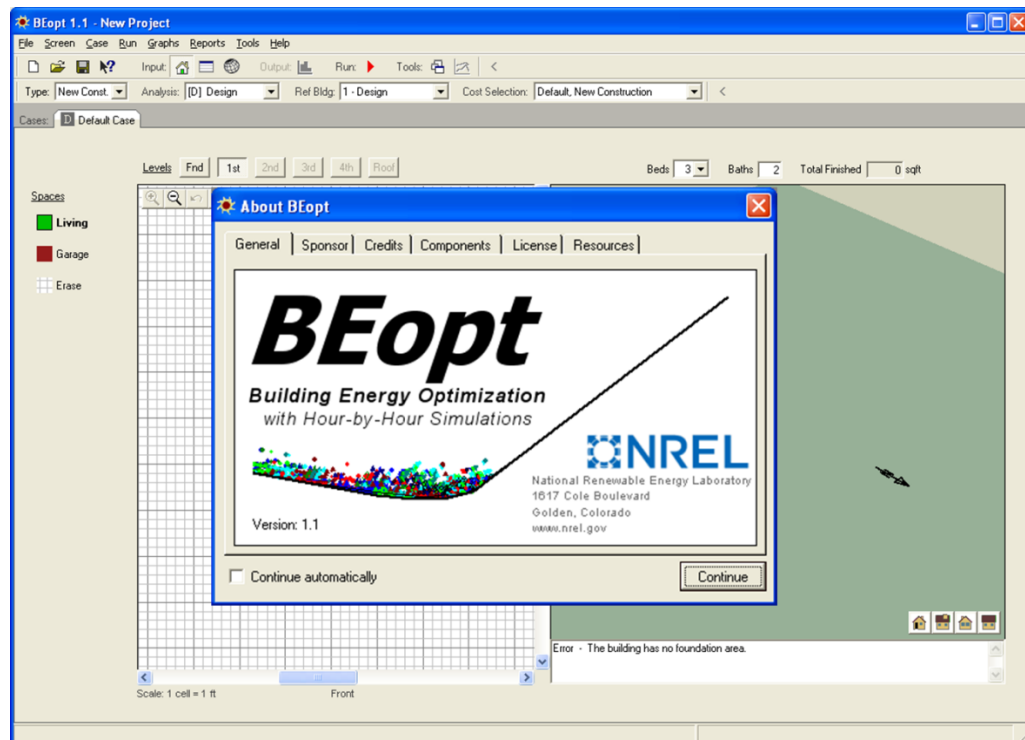 BEopt 1.1 - New Project
File Screen Case Run Graphs Reports Tools Help
Input: Output: Run: Tools: <
Type: New Const. Analysis: [D] Design Ref Bldg: 1 - Design Cost Selection: Default, New Construction <
Cases: D Default Case
Levels Fnd 1st 2nd 3rd 4th Roof Beds 3 Baths 2 Total Finished 0 sqft
Spaces
Living
Garage
Erase
About BEopt
General Sponsor Credits Components License Resources
BEopt
Building Energy Optimization
with Hour-by-Hour Simulations
NREL
National Renewable Energy Laboratory
1617 Cole Boulevard
Golden, Colorado
www.nrel.gov
Version: 1.1
Continue automatically Continue
Error - The building has no foundation area.
Scale: 1 cell = 1 ft Front